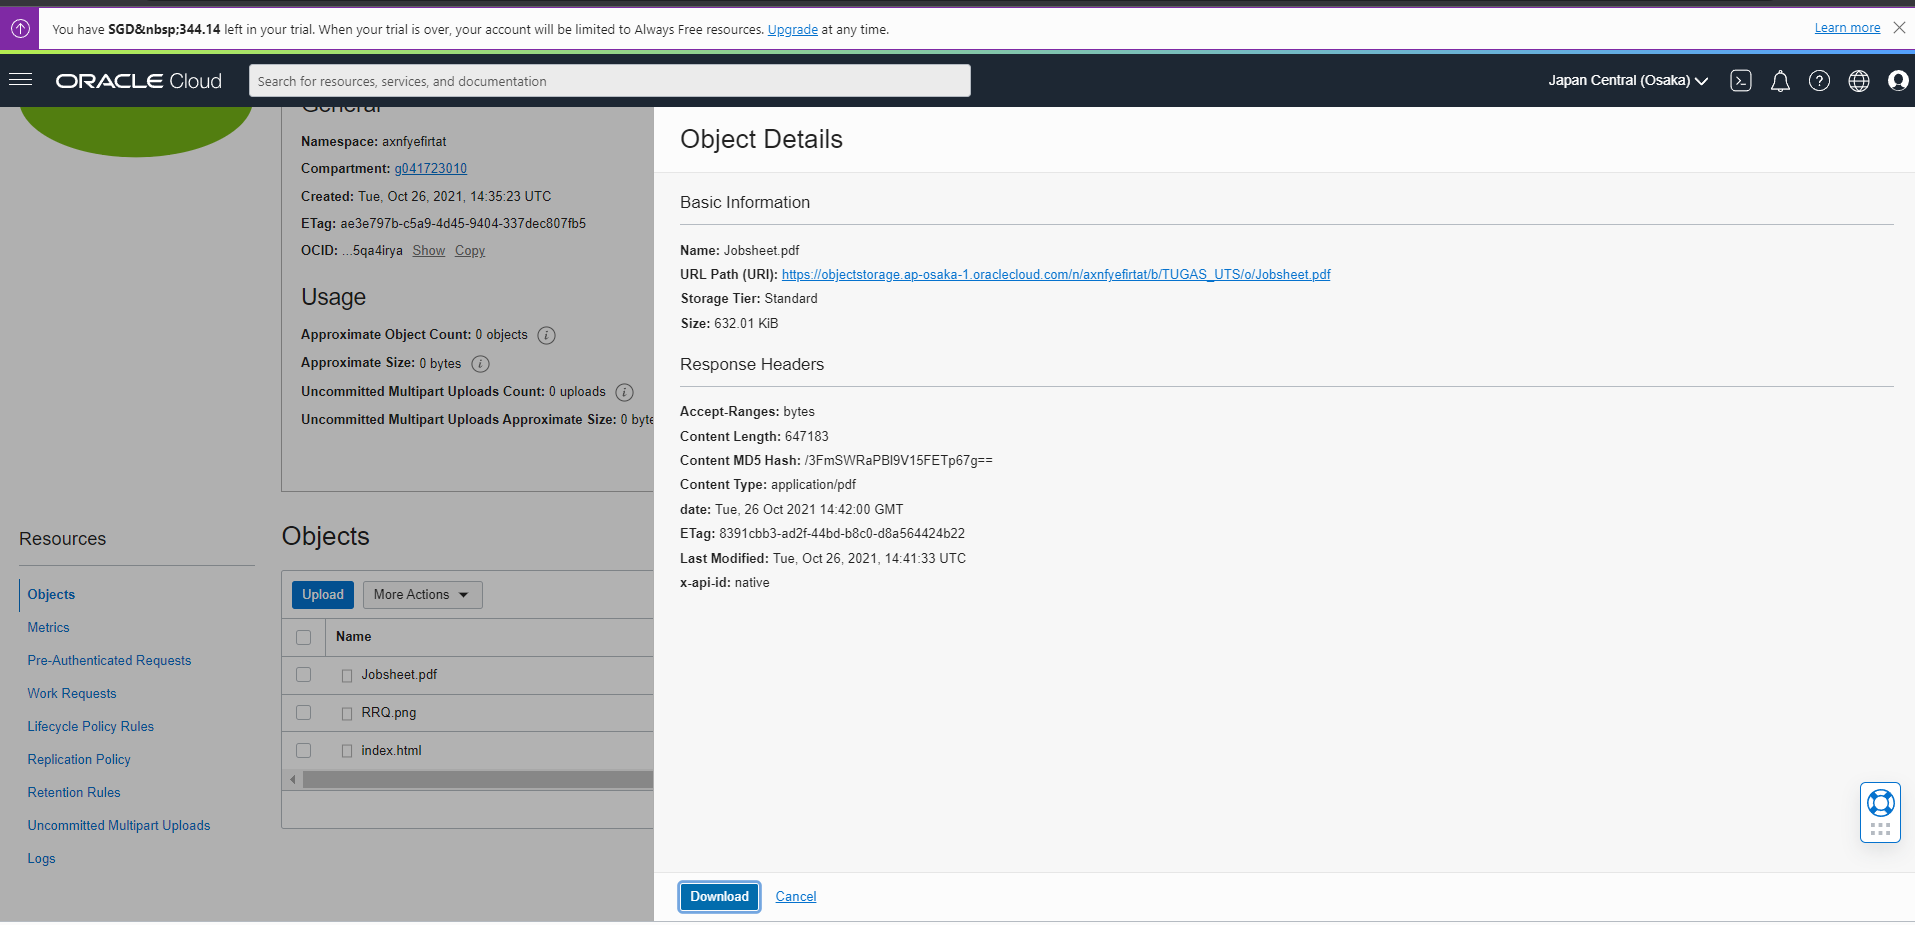 You have SGD&nbsp;344.14 left in your trial. When your trial is over, your account will be limited to Always Free resources. Upgrade at any time.
Learn more
ORACLE Cloud
Search for resources, services, and documentation
Japan Central (Osaka)
General
Namespace: axnfyefirtat
Compartment: g041723010
Created: Tue, Oct 26, 2021, 14:35:23 UTC
ETag: ae3e797b-c5a9-4d45-9404-337dec807fb5
OCID: ...5qa4irya Show Copy
Usage
Approximate Object Count: 0 objects
Approximate Size: 0 bytes
Uncommitted Multipart Uploads Count: 0 uploads
Uncommitted Multipart Uploads Approximate Size: 0 byte
Resources
Objects
Metrics
Pre-Authenticated Requests
Work Requests
Lifecycle Policy Rules
Replication Policy
Retention Rules
Uncommitted Multipart Uploads
Logs
Objects
Upload
More Actions
Name
Jobsheet.pdf
RRQ.png
index.html
Object Details
Basic Information
Name: Jobsheet.pdf
URL Path (URI): https://objectstorage.ap-osaka-1.oraclecloud.com/n/axnfyefirtat/b/TUGAS_UTS/o/Jobsheet.pdf
Storage Tier: Standard
Size: 632.01 KiB
Response Headers
Accept-Ranges: bytes
Content Length: 647183
Content MD5 Hash: /3FmSWRaPBl9V15FETp67g==
Content Type: application/pdf
date: Tue, 26 Oct 2021 14:42:00 GMT
ETag: 8391cbb3-ad2f-44bd-b8c0-d8a564424b22
Last Modified: Tue, Oct 26, 2021, 14:41:33 UTC
x-api-id: native
Download
Cancel